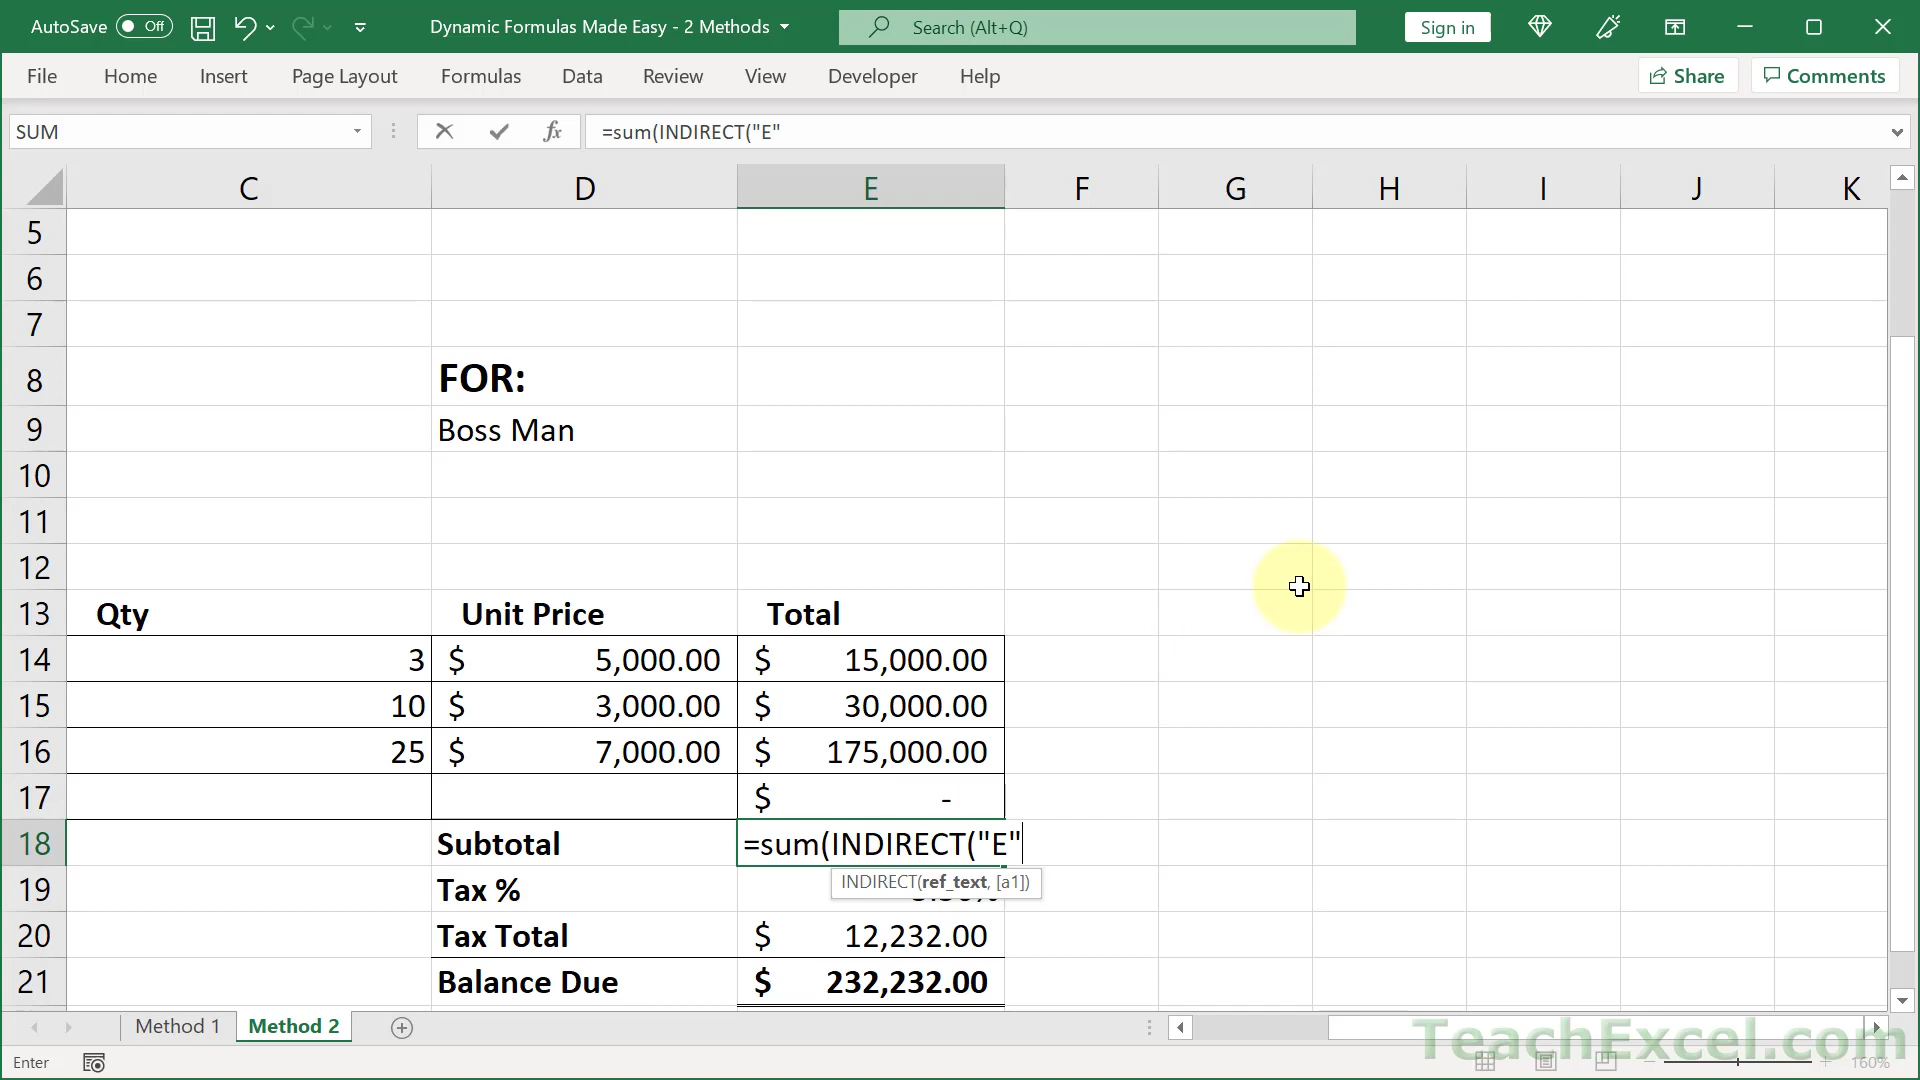 AutoSave Off Dynamic Formulas Made Easy - 2 Methods Search (Alt+Q) Sign in
File Home Insert Page Layout Formulas Data Review View Developer Help Share Comments
SUM fx =sum(INDIRECT("E"
C D E F G H I J K
5
6
7
8 FOR:
9 Boss Man
10
11
12
13 Qty Unit Price Total
14 3 $ 5,000.00 $ 15,000.00
15 10 $ 3,000.00 $ 30,000.00
16 25 $ 7,000.00 $ 175,000.00
17 $ -
18 Subtotal =sum(INDIRECT("E"
INDIRECT(ref_text, [a1])
19 Tax %
20 Tax Total $ 12,232.00
21 Balance Due $ 232,232.00
Method 1 Method 2
TeachExcel.com
Enter 160%